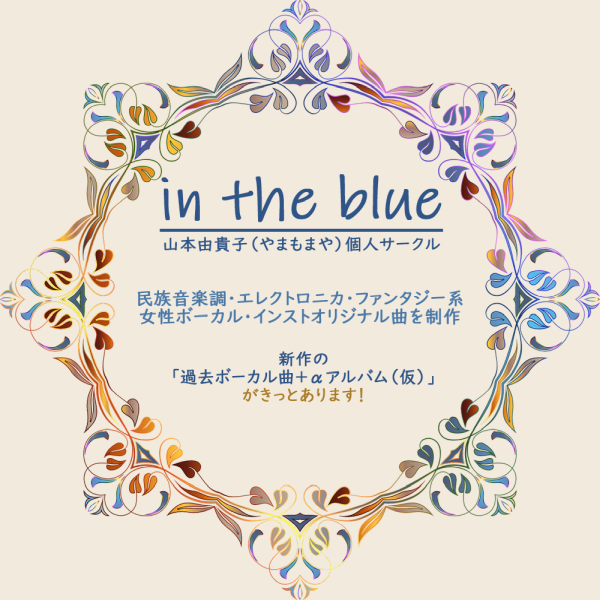 in the blue
山本由貴子（やまもまや）個人サークル
民族音楽調・エレクトロニカ・ファンタジー系
女性ボーカル・インストオリジナル曲を制作
新作の
「過去ボーカル曲＋αアルバム（仮）」
がきっとあります！